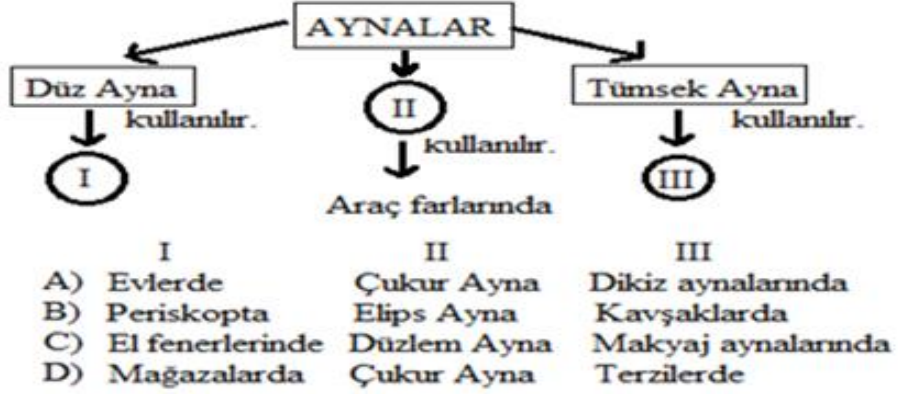 AYNALAR
Düz Ayna
II
Tümsek Ayna
kullanılır.
kullanılır.
kullanılır.
I
III
Araç farlarında
I II III
A) Evlerde Çukur Ayna Dikiz aynalarında
B) Periskopta Elips Ayna Kavşaklarda
C) El fenerlerinde Düzlem Ayna Makyaj aynalarında
D) Mağazalarda Çukur Ayna Terzilerde